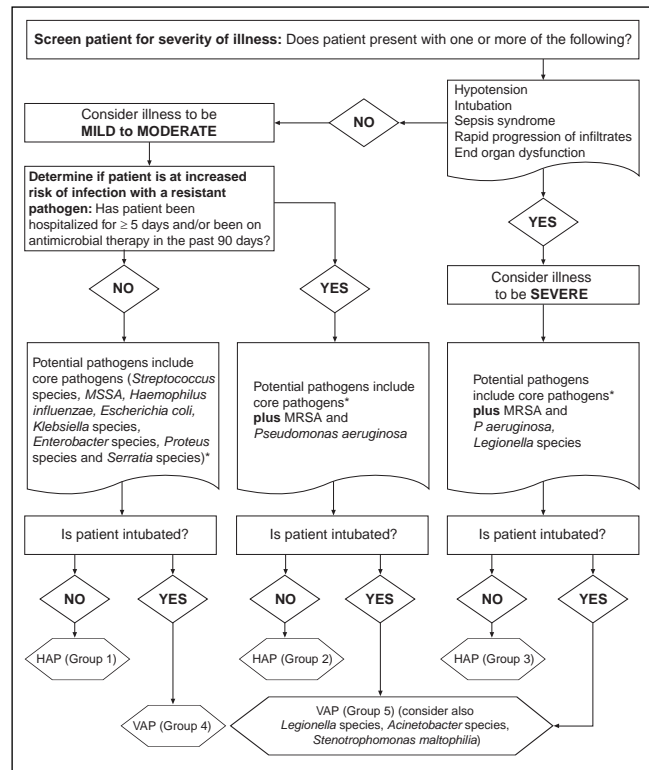 Screen patient for severity of illness: Does patient present with one or more of the following?
Hypotension
Intubation
Sepsis syndrome
Rapid progression of infiltrates
End organ dysfunction
NO
Consider illness to be
MILD to MODERATE
Determine if patient is at increased
risk of infection with a resistant
pathogen: Has patient been
hospitalized for ≥ 5 days and/or been on
antimicrobial therapy in the past 90 days?
YES
Consider illness
to be SEVERE
NO
YES
Potential pathogens include
core pathogens (Streptococcus
species, MSSA, Haemophilus
influenzae, Escherichia coli,
Klebsiella species,
Enterobacter species, Proteus
species and Serratia species)*
Potential pathogens include
core pathogens*
plus MRSA and
Pseudomonas aeruginosa
Potential pathogens
include core pathogens*
plus MRSA and
P aeruginosa,
Legionella species
Is patient intubated?
Is patient intubated?
Is patient intubated?
NO
YES
NO
YES
NO
YES
HAP (Group 1)
HAP (Group 2)
HAP (Group 3)
VAP (Group 4)
VAP (Group 5) (consider also
Legionella species, Acinetobacter species,
Stenotrophomonas maltophilia)